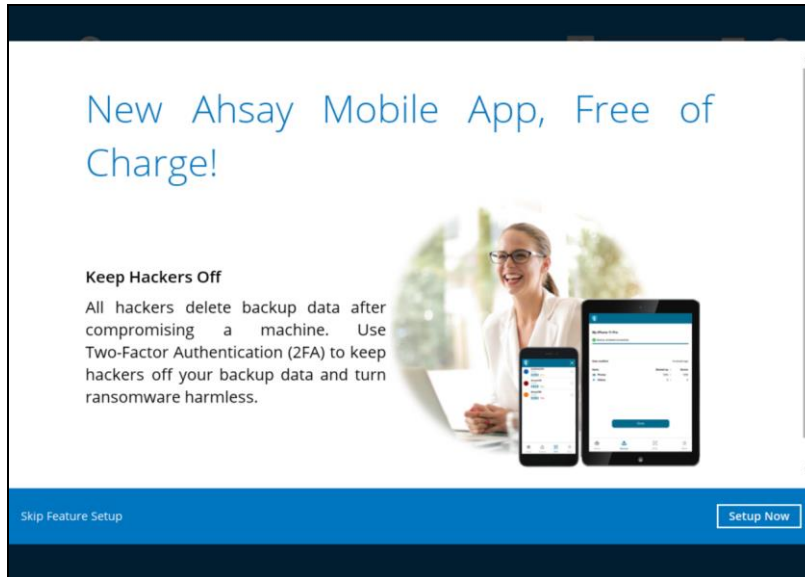 New Ahsay Mobile App, Free of
Charge!
Keep Hackers Off
All hackers delete backup data after
compromising a machine. Use
Two-Factor Authentication (2FA) to keep
hackers off your backup data and turn
ransomware harmless.
Skip Feature Setup
Setup Now